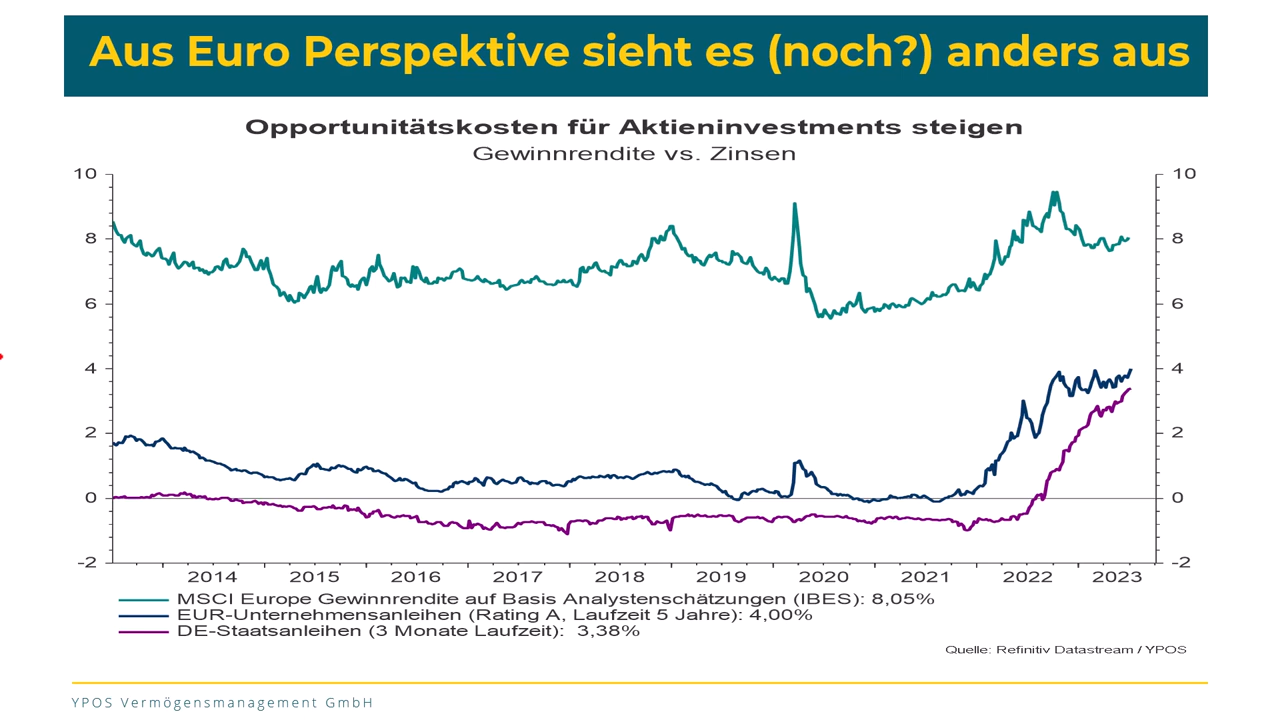 Aus Euro Perspektive sieht es (noch?) anders aus
Opportunitätskosten für Aktieninvestments steigen
Gewinnrendite vs. Zinsen
10 10
8 8
6 6
4 4
2 2
0 0
-2 -2
2014 2015 2016 2017 2018 2019 2020 2021 2022 2023
MSCI Europe Gewinnrendite auf Basis Analystenschätzungen (IBES): 8,05%
EUR-Unternehmensanleihen (Rating A, Laufzeit 5 Jahre): 4,00%
DE-Staatsanleihen (3 Monate Laufzeit): 3,38%
Quelle: Refinitiv Datastream / YPOS
YPOS Vermögensmanagement GmbH